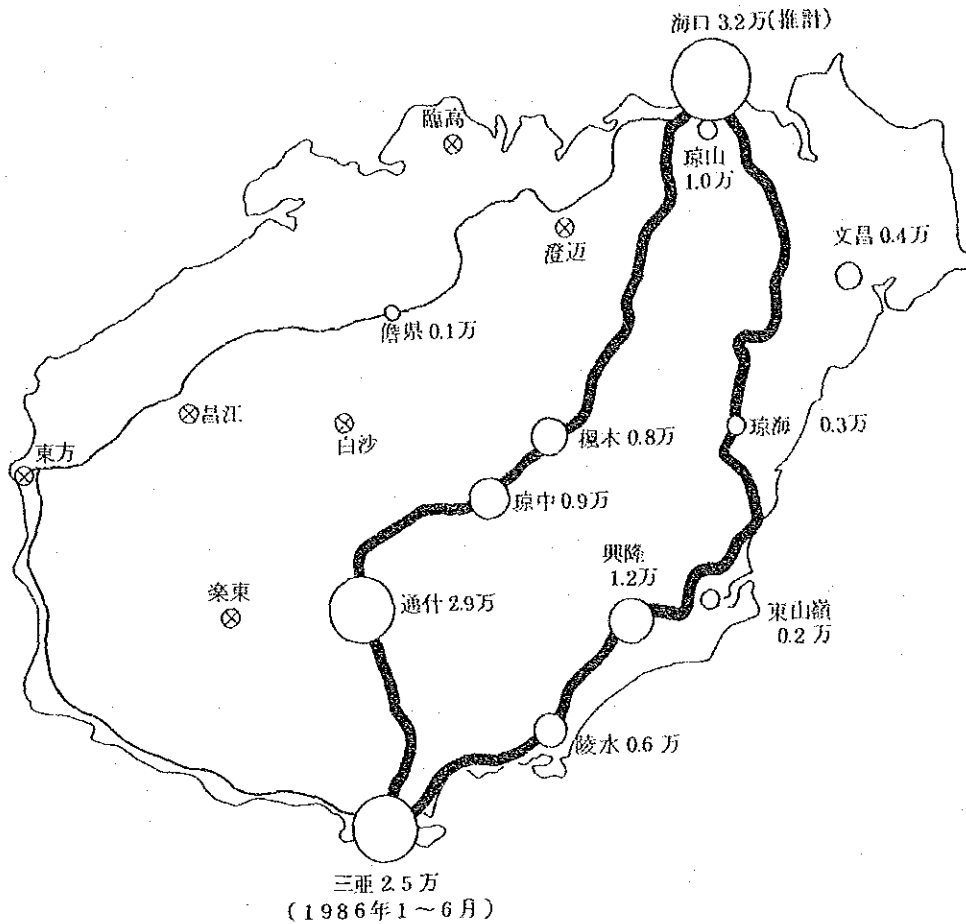 海口 3.2万(推計)
臨高
琼山
1.0万
文昌 0.4万
澄迈
儋県 0.1万
昌江
白沙
楓木 0.8万
琼海 0.3万
東方
琼中 0.9万
興隆
1.2万
楽東
通什 2.9万
東山嶺
0.2万
陵水 0.6万
三亜 2.5万
(1986年1～6月)